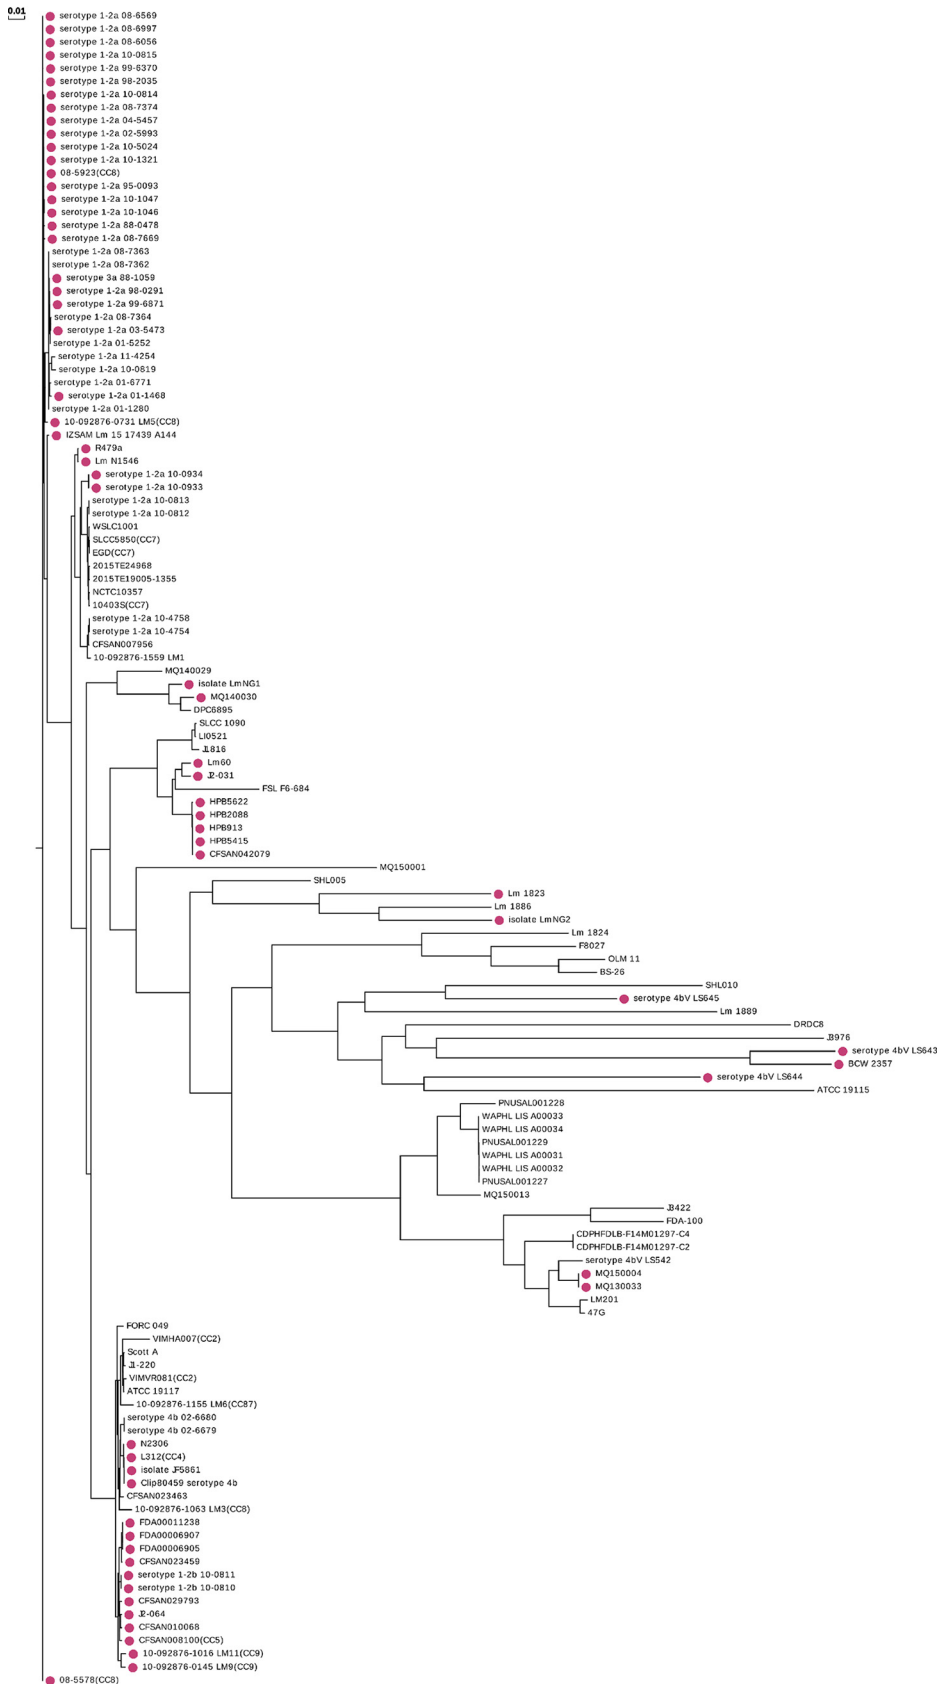 0.01
serotype 1-2a 08-6569
serotype 1-2a 08-6997
serotype 1-2a 08-6056
serotype 1-2a 10-0815
serotype 1-2a 99-6370
serotype 1-2a 98-2035
serotype 1-2a 10-0814
serotype 1-2a 08-7374
serotype 1-2a 04-5457
serotype 1-2a 02-5993
serotype 1-2a 10-5024
serotype 1-2a 10-1321
08-5923(CC8)
serotype 1-2a 95-0093
serotype 1-2a 10-1047
serotype 1-2a 10-1046
serotype 1-2a 88-0478
serotype 1-2a 08-7669
serotype 1-2a 08-7363
serotype 1-2a 08-7362
serotype 3a 88-1059
serotype 1-2a 98-0291
serotype 1-2a 99-6871
serotype 1-2a 08-7364
serotype 1-2a 03-5473
serotype 1-2a 01-5252
serotype 1-2a 11-4254
serotype 1-2a 10-0819
serotype 1-2a 01-6771
serotype 1-2a 01-1468
serotype 1-2a 01-1280
10-092876-0731 LM5(CC8)
IZSAM Lm 15 17439 A144
R479a
Lm N1546
serotype 1-2a 10-0934
serotype 1-2a 10-0933
serotype 1-2a 10-0813
serotype 1-2a 10-0812
WSLC1001
SLCC5850(CC7)
EGD(CC7)
2015TE24968
2015TE19005-1355
NCTC10357
10403S(CC7)
serotype 1-2a 10-4758
serotype 1-2a 10-4754
CFSAN007956
10-092876-1559 LM1
MQ140029
isolate LmNG1
MQ140030
DPC6895
SLCC 1090
LI0521
J1816
Lm60
J2-031
FSL F6-684
HPB5622
HPB2088
HPB913
HPB5415
CFSAN042079
MQ150001
SHL005
Lm 1823
Lm 1886
isolate LmNG2
Lm 1824
F8027
OLM 11
BS-26
SHL010
serotype 4bV LS645
Lm 1889
DRDC8
J3976
serotype 4bV LS643
BCW 2357
serotype 4bV LS644
ATCC 19115
PNUSAL001228
WAPHL LIS A00033
WAPHL LIS A00034
PNUSAL001229
WAPHL LIS A00031
WAPHL LIS A00032
PNUSAL001227
MQ150013
J3422
FDA-100
CDPHFDLB-F14M01297-C4
CDPHFDLB-F14M01297-C2
serotype 4bV LS542
MQ150004
MQ130033
LM201
47G
FORC 049
VIMHA007(CC2)
Scott A
J1-220
VIMVR081(CC2)
ATCC 19117
10-092876-1155 LM6(CC87)
serotype 4b 02-6680
serotype 4b 02-6679
N2306
L312(CC4)
isolate JF5861
Clip80459 serotype 4b
CFSAN023463
10-092876-1063 LM3(CC8)
FDA00011238
FDA00006907
FDA00006905
CFSAN023459
serotype 1-2b 10-0811
serotype 1-2b 10-0810
CFSAN029793
J2-064
CFSAN010068
CFSAN008100(CC5)
10-092876-1016 LM11(CC9)
10-092876-0145 LM9(CC9)
08-5578(CC8)